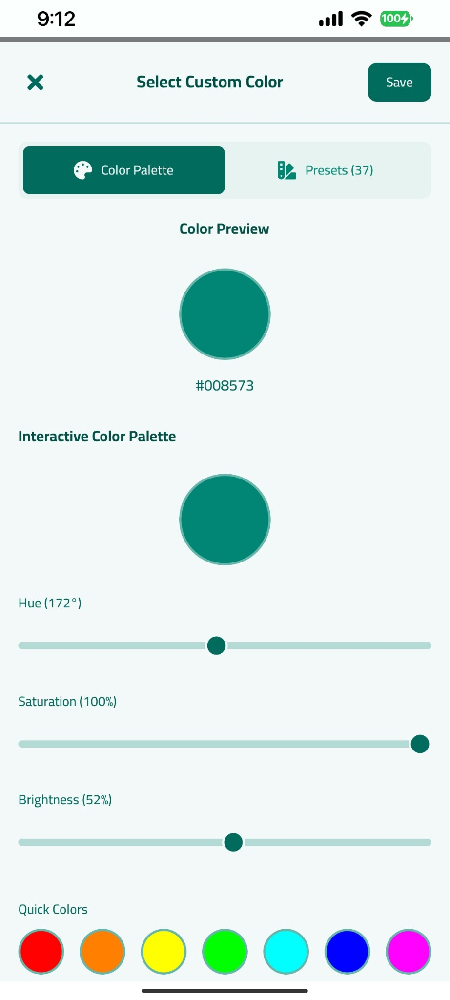 9:12
100
Select Custom Color
Save
Color Palette
Presets (37)
Color Preview
#008573
Interactive Color Palette
Hue (172°)
Saturation (100%)
Brightness (52%)
Quick Colors